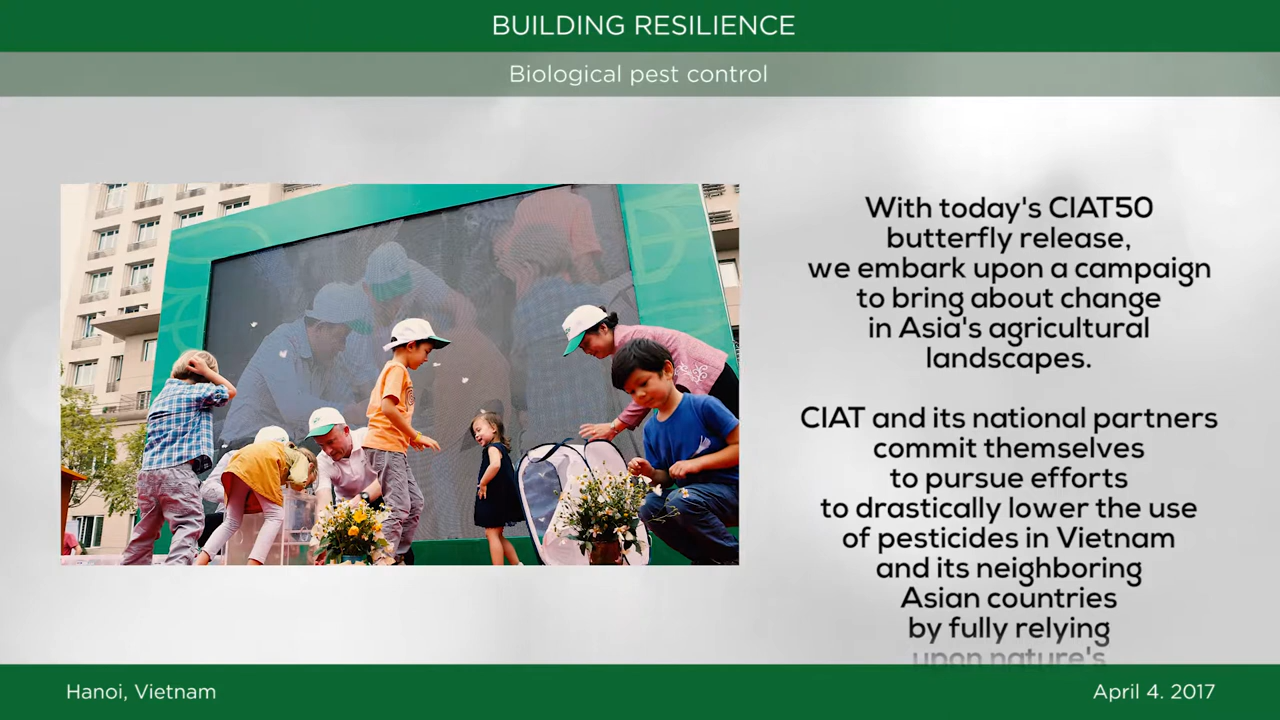 BUILDING RESILIENCE
Biological pest control
With today's CIAT50
butterfly release,
we embark upon a campaign
to bring about change
in Asia's agricultural
landscapes.
CIAT and its national partners
commit themselves
to pursue efforts
to drastically lower the use
of pesticides in Vietnam
and its neighboring
Asian countries
by fully relying
upon nature's
Hanoi, Vietnam
April 4. 2017